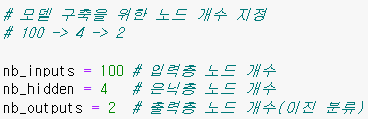 # 모델 구축을 위한 노드 개수 지정
# 100 -> 4 -> 2
nb_inputs = 100 # 입력층 노드 개수
nb_hidden = 4 # 은닉층 노드 개수
nb_outputs = 2 # 출력층 노드 개수(이진 분류)